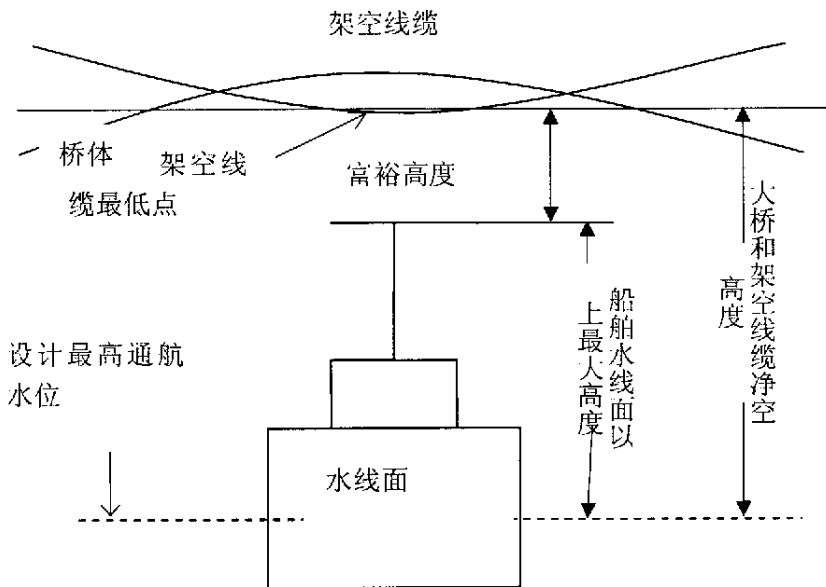 架空线缆
桥体
架空线
缆最低点
富裕高度
大桥和架空线缆净空
高度
船舶水线面以
上最大高度
设计最高通航
水位
水线面